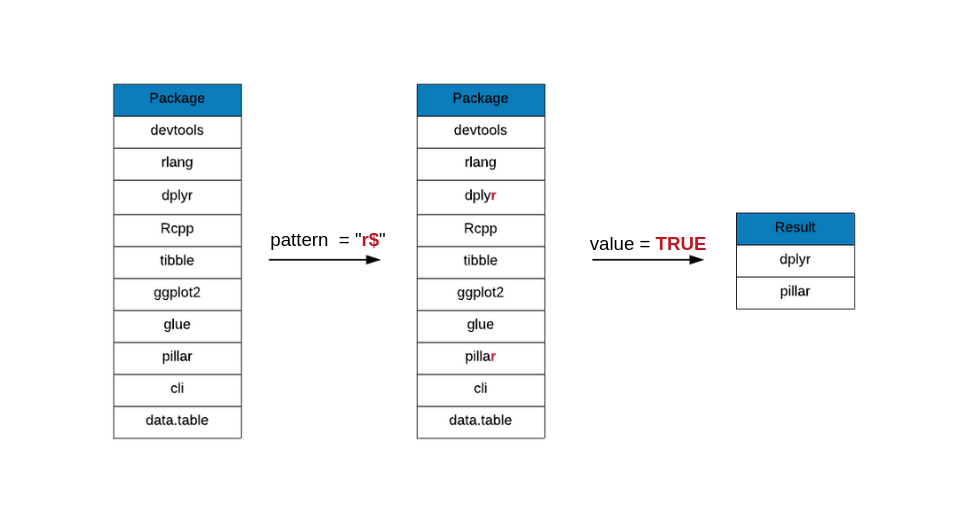 Package
devtools
rlang
dplyr
Rcpp
tibble
ggplot2
glue
pillar
cli
data.table
pattern = "r$"
Package
devtools
rlang
dplyr
Rcpp
tibble
ggplot2
glue
pillar
cli
data.table
value = TRUE
Result
dplyr
pillar